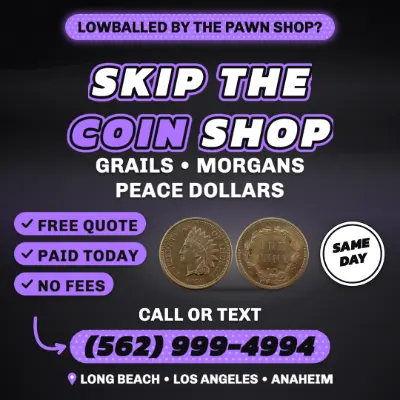 LOWBALLED BY THE PAWN SHOP?
SKIP THE
COIN SHOP
GRAILS • MORGANS
PEACE DOLLARS
FREE QUOTE
PAID TODAY
NO FEES
SAME
DAY
CALL OR TEXT
(562) 999-4994
LONG BEACH • LOS ANGELES • ANAHEIM